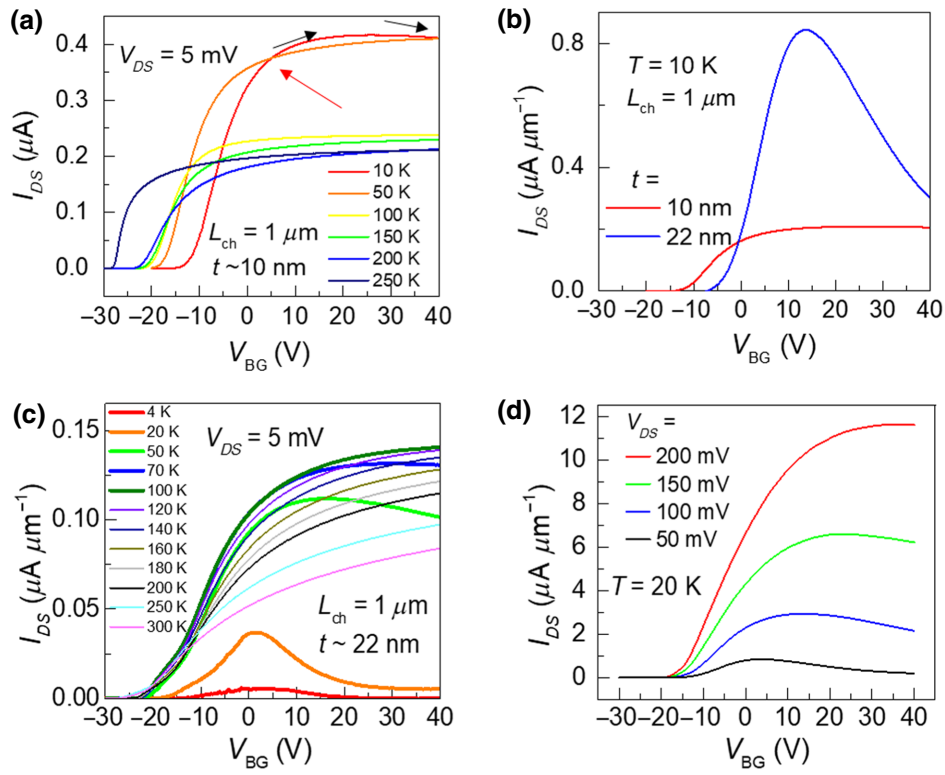 (a)
0.4
0.3
0.2
0.1
0.0
I_DS (μA)
V_DS = 5 mV
L_ch = 1 μm
t ~10 nm
10 K
50 K
100 K
150 K
200 K
250 K
−30 −20 −10 0 10 20 30 40
V_BG (V)
(b)
0.8
0.4
0.0
I_DS (μA μm⁻¹)
T = 10 K
L_ch = 1 μm
t =
10 nm
22 nm
−30 −20 −10 0 10 20 30 40
V_BG (V)
(c)
0.15
0.10
0.05
0.00
I_DS (μA μm⁻¹)
4 K
20 K
50 K
70 K
100 K
120 K
140 K
160 K
180 K
200 K
250 K
300 K
V_DS = 5 mV
L_ch = 1 μm
t ~ 22 nm
−30 −20 −10 0 10 20 30 40
V_BG (V)
(d)
12
10
8
6
4
2
0
I_DS (μA μm⁻¹)
V_DS =
200 mV
150 mV
100 mV
50 mV
T = 20 K
−30 −20 −10 0 10 20 30 40
V_BG (V)